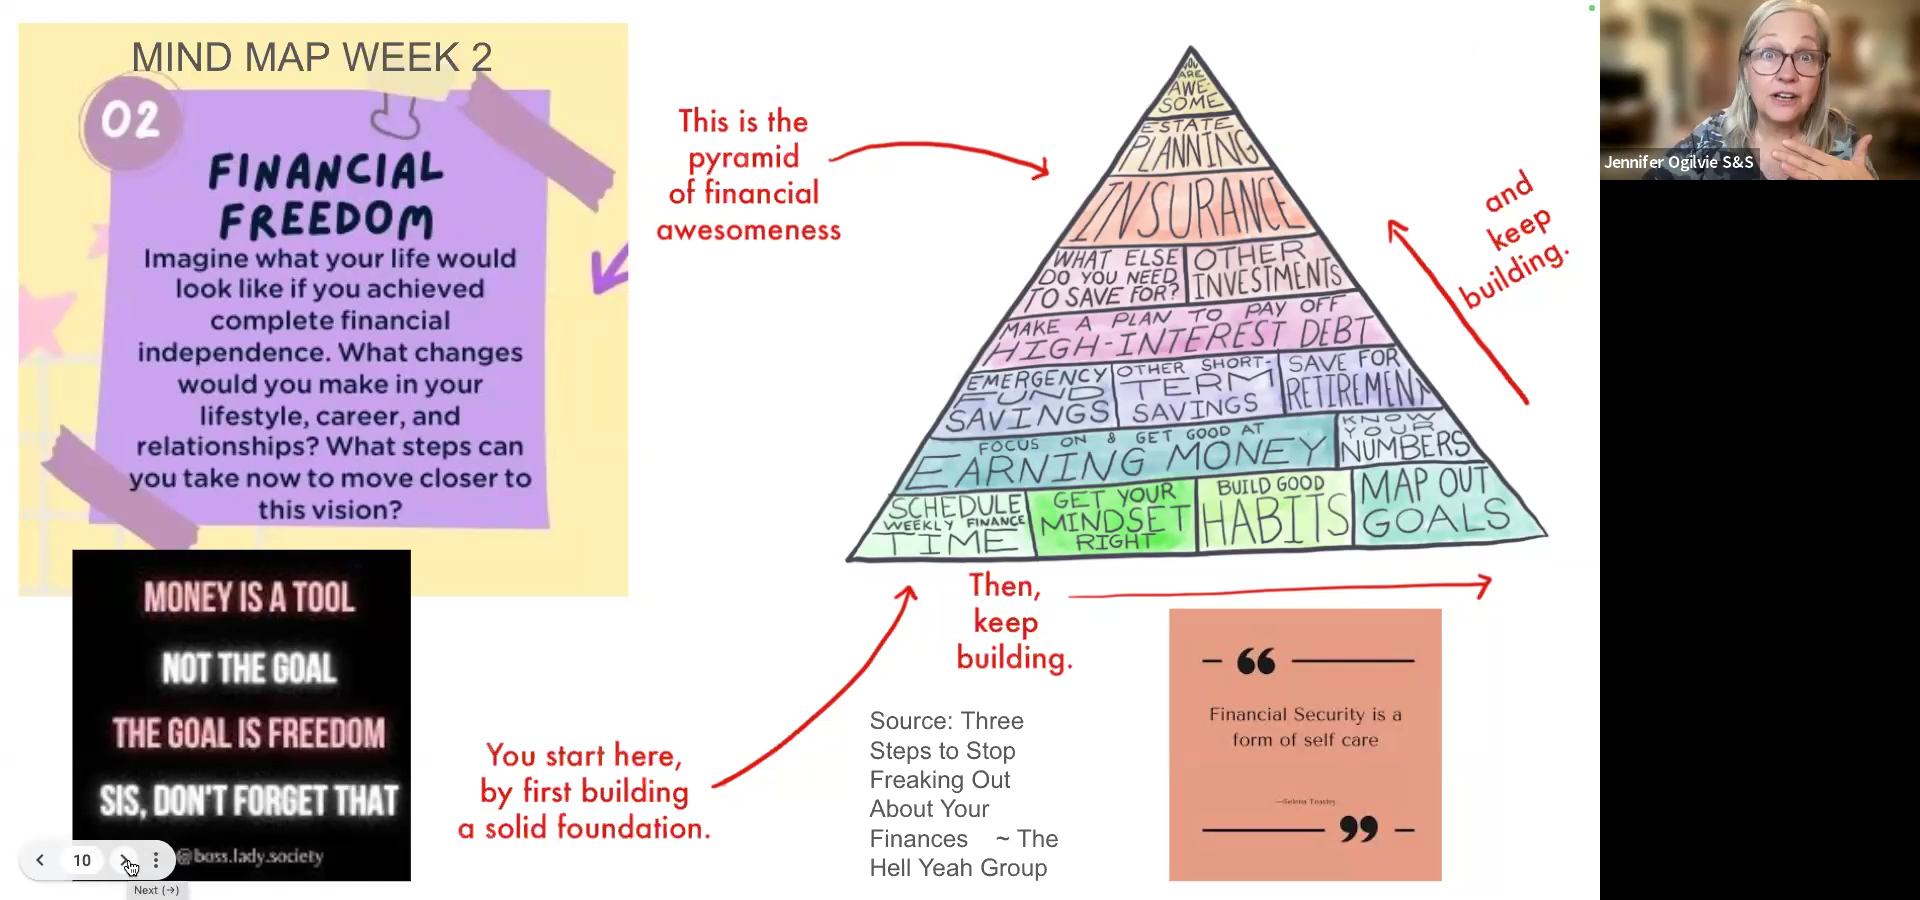 MIND MAP WEEK 2
02
FINANCIAL
FREEDOM
Imagine what your life would
look like if you achieved
complete financial
independence. What changes
would you make in your
lifestyle, career, and
relationships? What steps can
you take now to move closer to
this vision?
MONEY IS A TOOL
NOT THE GOAL
THE GOAL IS FREEDOM
SIS, DON'T FORGET THAT
@boss.lady.society
10
Next (→)
This is the
pyramid
of financial
awesomeness
YOU
ARE
AWE-
SOME
ESTATE
PLANNING
INSURANCE
WHAT ELSE
DO YOU NEED
TO SAVE FOR?
OTHER
INVESTMENTS
MAKE A PLAN TO PAY OFF
HIGH-INTEREST DEBT
EMERGENCY
FUND
SAVINGS
OTHER SHORT-
TERM
SAVINGS
SAVE FOR
RETIREMENT
FOCUS ON & GET GOOD AT
EARNING MONEY
KNOW
YOUR
NUMBERS
SCHEDULE
WEEKLY FINANCE
TIME
GET YOUR
MINDSET
RIGHT
BUILD GOOD
HABITS
MAP OUT
GOALS
and
keep
building.
Then,
keep
building.
You start here,
by first building
a solid foundation.
Source: Three
Steps to Stop
Freaking Out
About Your
Finances ~ The
Hell Yeah Group
“
Financial Security is a
form of self care
”
Jennifer Ogilvie S&S